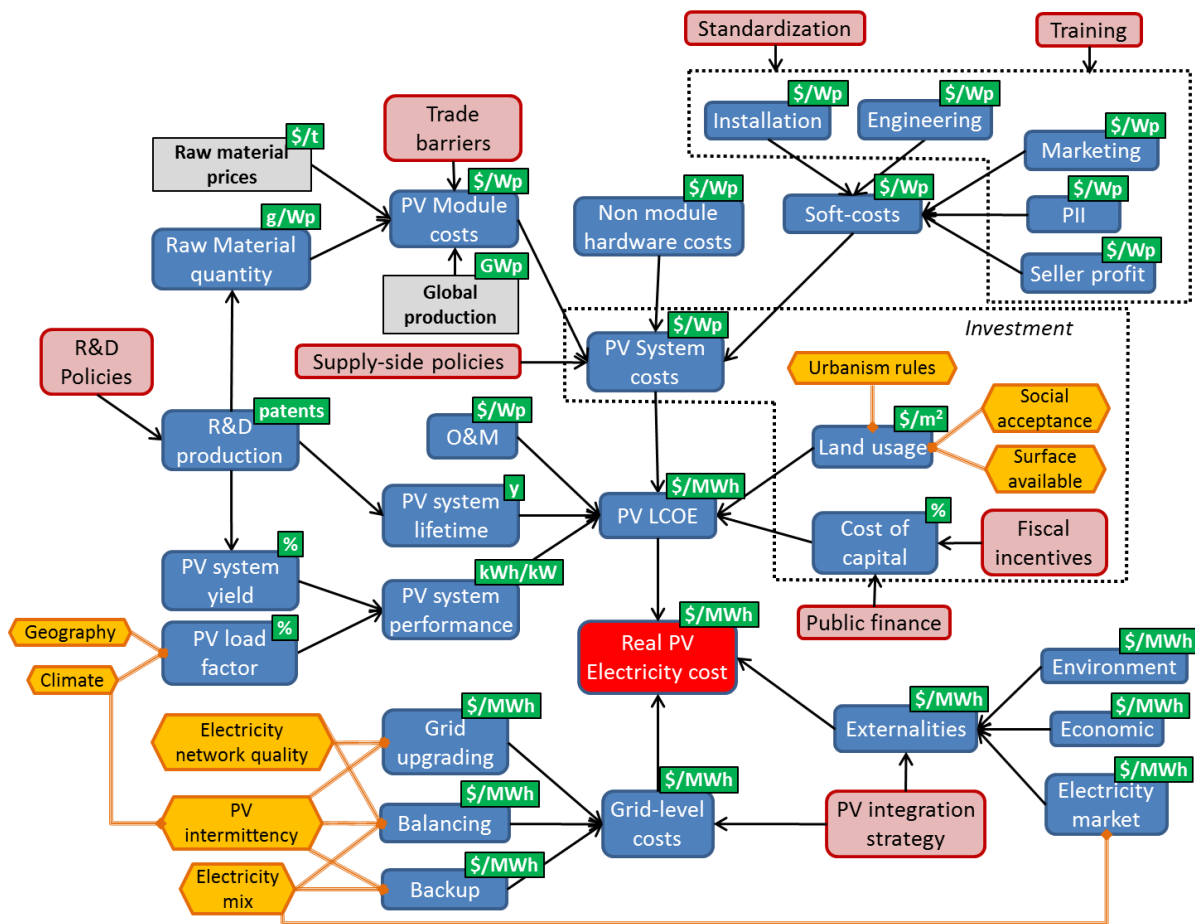 Standardization
Training
$/Wp
Installation
$/Wp
Engineering
$/Wp
Marketing
$/Wp
PII
$/Wp
Seller profit
$/Wp
Soft-costs
Trade
barriers
$/t
Raw material
prices
g/Wp
Raw Material
quantity
$/Wp
PV Module
costs
GWp
Global
production
$/Wp
Non module
hardware costs
Investment
$/Wp
PV System
costs
Supply-side policies
R&D
Policies
patents
R&D
production
$/Wp
O&M
y
PV system
lifetime
$/MWh
PV LCOE
Urbanism rules
$/m²
Land usage
Social
acceptance
Surface
available
%
Cost of
capital
Fiscal
incentives
Public finance
%
PV system
yield
kWh/kW
PV system
performance
%
PV load
factor
Geography
Climate
$/MWh
Real PV
Electricity cost
$/MWh
Environment
$/MWh
Externalities
$/MWh
Economic
$/MWh
Electricity
market
Electricity
network quality
$/MWh
Grid
upgrading
PV
intermittency
$/MWh
Balancing
$/MWh
Grid-level
costs
PV integration
strategy
Electricity
mix
$/MWh
Backup